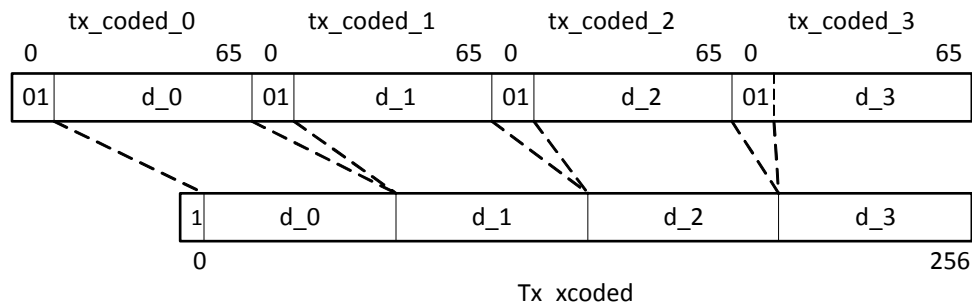 tx_coded_0 tx_coded_1 tx_coded_2 tx_coded_3
0 65 0 65 0 65 0 65
01 d_0 01 d_1 01 d_2 01 d_3
1 d_0 d_1 d_2 d_3
0 256
Tx_xcoded